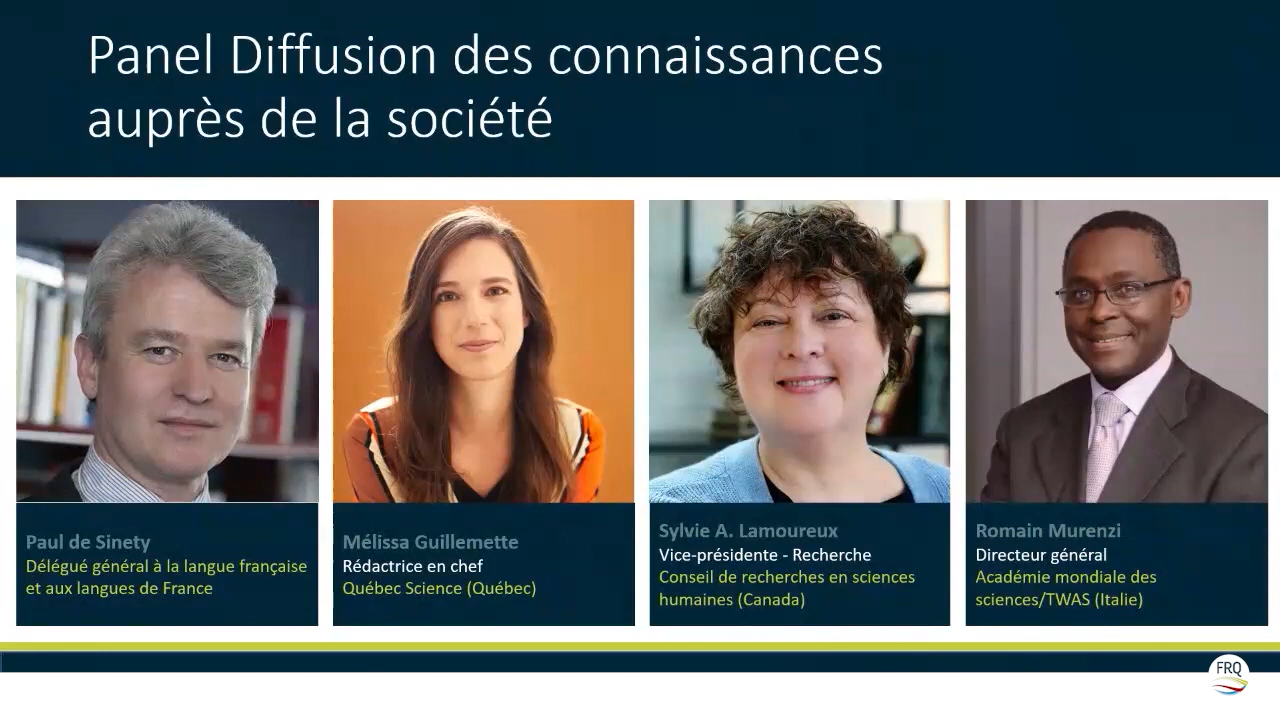 Panel Diffusion des connaissances
auprès de la société
Paul de Sinety
Délégué général à la langue française
et aux langues de France
Mélissa Guillemette
Rédactrice en chef
Québec Science (Québec)
Sylvie A. Lamoureux
Vice-présidente - Recherche
Conseil de recherches en sciences
humaines (Canada)
Romain Murenzi
Directeur général
Académie mondiale des
sciences/TWAS (Italie)
FRQ